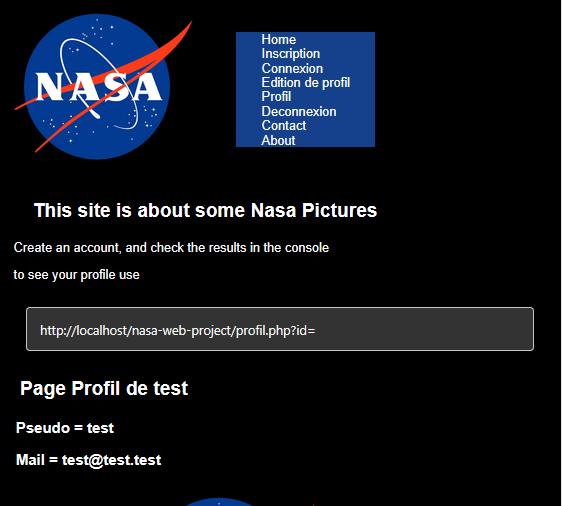 NASA
Home
Inscription
Connexion
Edition de profil
Profil
Deconnexion
Contact
About
This site is about some Nasa Pictures
Create an account, and check the results in the console
to see your profile use
http://localhost/nasa-web-project/profil.php?id=
Page Profil de test
Pseudo = test
Mail = test@test.test